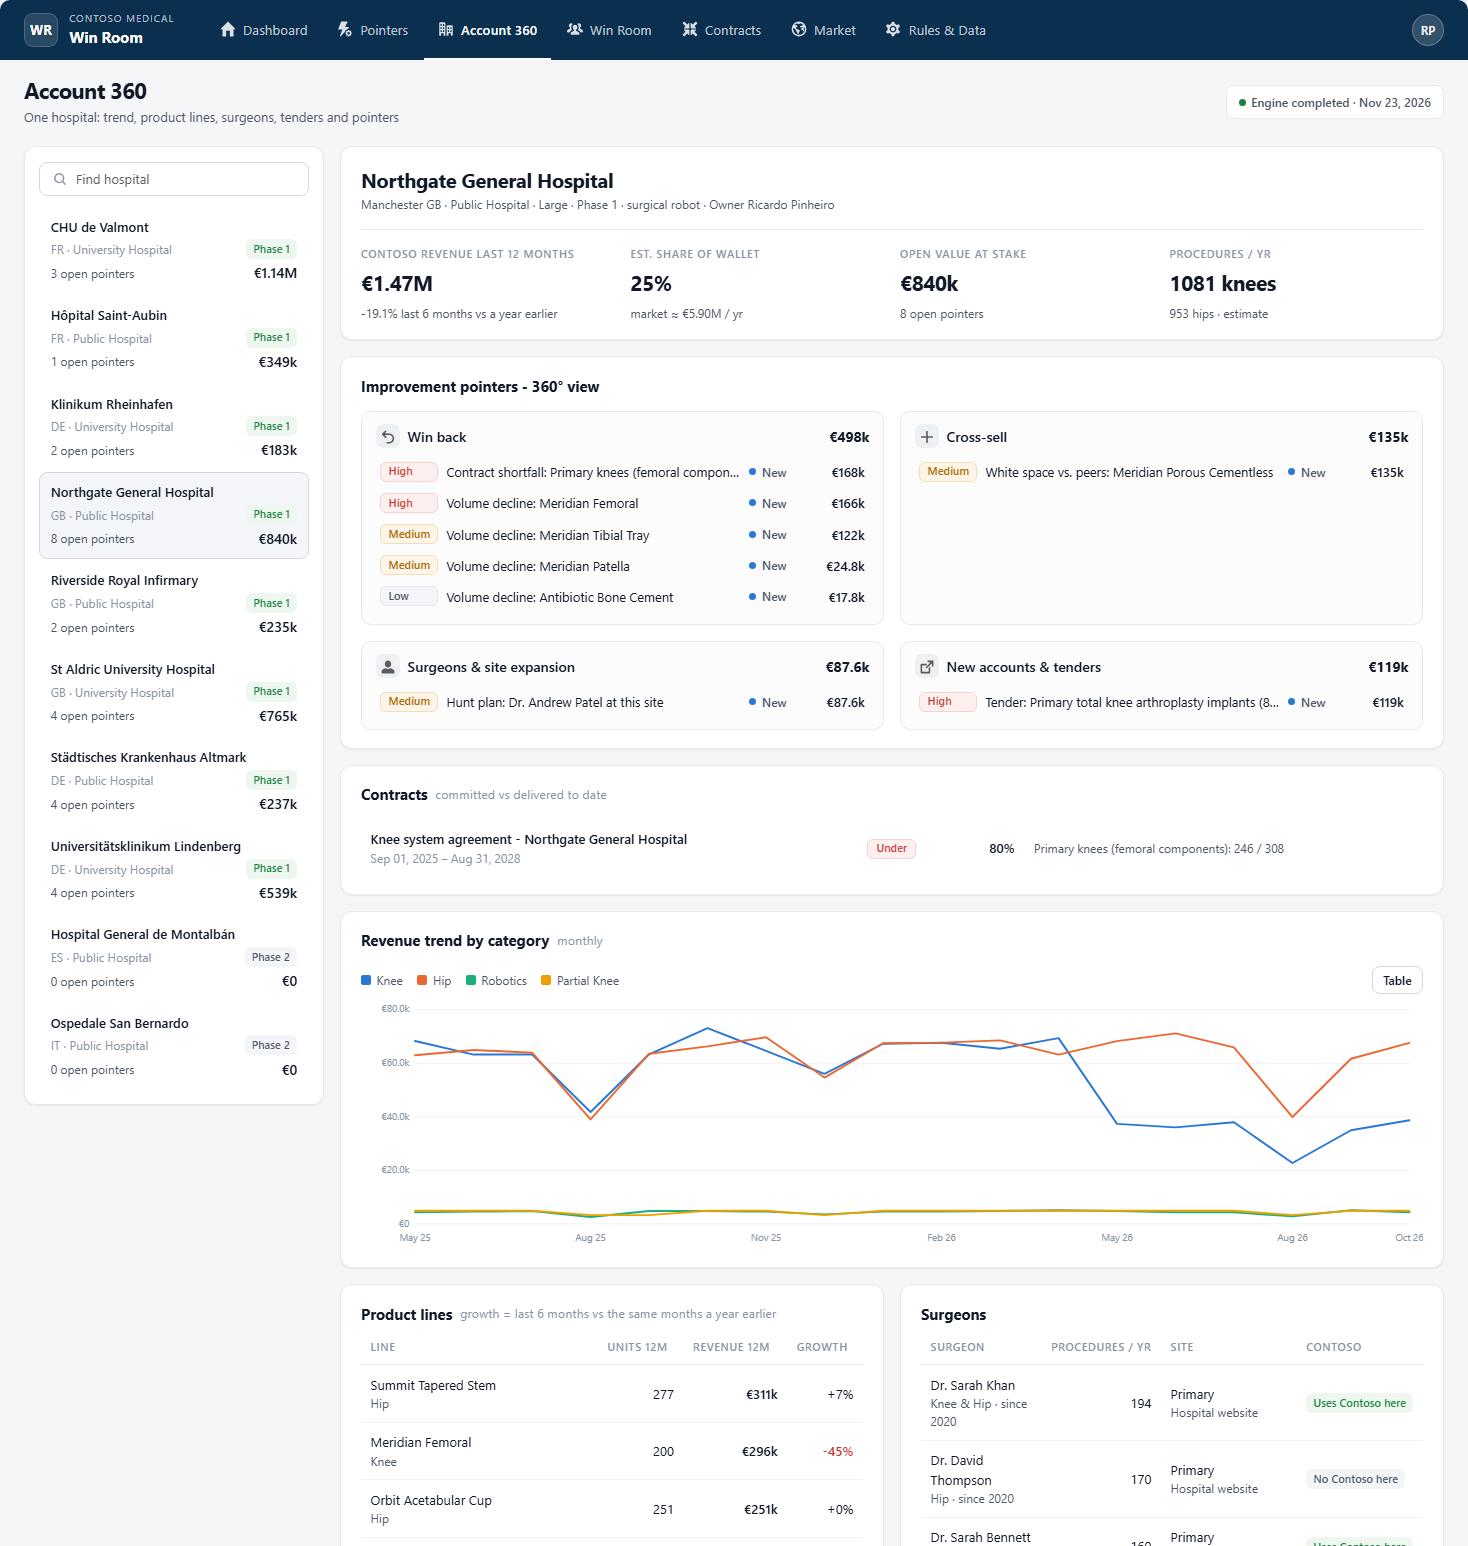 WR
CONTOSO MEDICAL
Win Room
Dashboard
Pointers
Account 360
Win Room
Contracts
Market
Rules & Data
RP
Account 360
One hospital: trend, product lines, surgeons, tenders and pointers
Engine completed · Nov 23, 2026
Find hospital
CHU de Valmont
FR · University Hospital
Phase 1
3 open pointers
€1.14M
Hôpital Saint-Aubin
FR · Public Hospital
Phase 1
1 open pointers
€349k
Klinikum Rheinhafen
DE · University Hospital
Phase 1
2 open pointers
€183k
Northgate General Hospital
GB · Public Hospital
Phase 1
8 open pointers
€840k
Riverside Royal Infirmary
GB · Public Hospital
Phase 1
2 open pointers
€235k
St Aldric University Hospital
GB · University Hospital
Phase 1
4 open pointers
€765k
Städtisches Krankenhaus Altmark
DE · Public Hospital
Phase 1
4 open pointers
€237k
Universitätsklinikum Lindenberg
DE · University Hospital
Phase 1
4 open pointers
€539k
Hospital General de Montalbán
ES · Public Hospital
Phase 2
0 open pointers
€0
Ospedale San Bernardo
IT · Public Hospital
Phase 2
0 open pointers
€0
Northgate General Hospital
Manchester GB · Public Hospital · Large · Phase 1 · surgical robot · Owner Ricardo Pinheiro
CONTOSO REVENUE LAST 12 MONTHS
€1.47M
-19.1% last 6 months vs a year earlier
EST. SHARE OF WALLET
25%
market ≈ €5.90M / yr
OPEN VALUE AT STAKE
€840k
8 open pointers
PROCEDURES / YR
1081 knees
953 hips · estimate
Improvement pointers - 360° view
Win back €498k
High Contract shortfall: Primary knees (femoral compon... New €168k
High Volume decline: Meridian Femoral New €166k
Medium Volume decline: Meridian Tibial Tray New €122k
Medium Volume decline: Meridian Patella New €24.8k
Low Volume decline: Antibiotic Bone Cement New €17.8k
Cross-sell €135k
Medium White space vs. peers: Meridian Porous Cementless New €135k
Surgeons & site expansion €87.6k
Medium Hunt plan: Dr. Andrew Patel at this site New €87.6k
New accounts & tenders €119k
High Tender: Primary total knee arthroplasty implants (8... New €119k
Contracts committed vs delivered to date
Knee system agreement - Northgate General Hospital
Sep 01, 2025 – Aug 31, 2028
Under
80%
Primary knees (femoral components): 246 / 308
Revenue trend by category monthly
Knee Hip Robotics Partial Knee
Table
€80.0k
€60.0k
€40.0k
€20.0k
€0
May 25 Aug 25 Nov 25 Feb 26 May 26 Aug 26 Oct 26
Product lines growth = last 6 months vs the same months a year earlier
LINE UNITS 12M REVENUE 12M GROWTH
Summit Tapered Stem
Hip
277 €311k +7%
Meridian Femoral
Knee
200 €296k -45%
Orbit Acetabular Cup
Hip
251 €251k +0%
Surgeons
SURGEON PROCEDURES / YR SITE CONTOSO
Dr. Sarah Khan
Knee & Hip · since
2020
194
Primary
Hospital website
Uses Contoso here
Dr. David
Thompson
Hip · since 2020
170
Primary
Hospital website
No Contoso here
Dr. Sarah Bennett
Primary